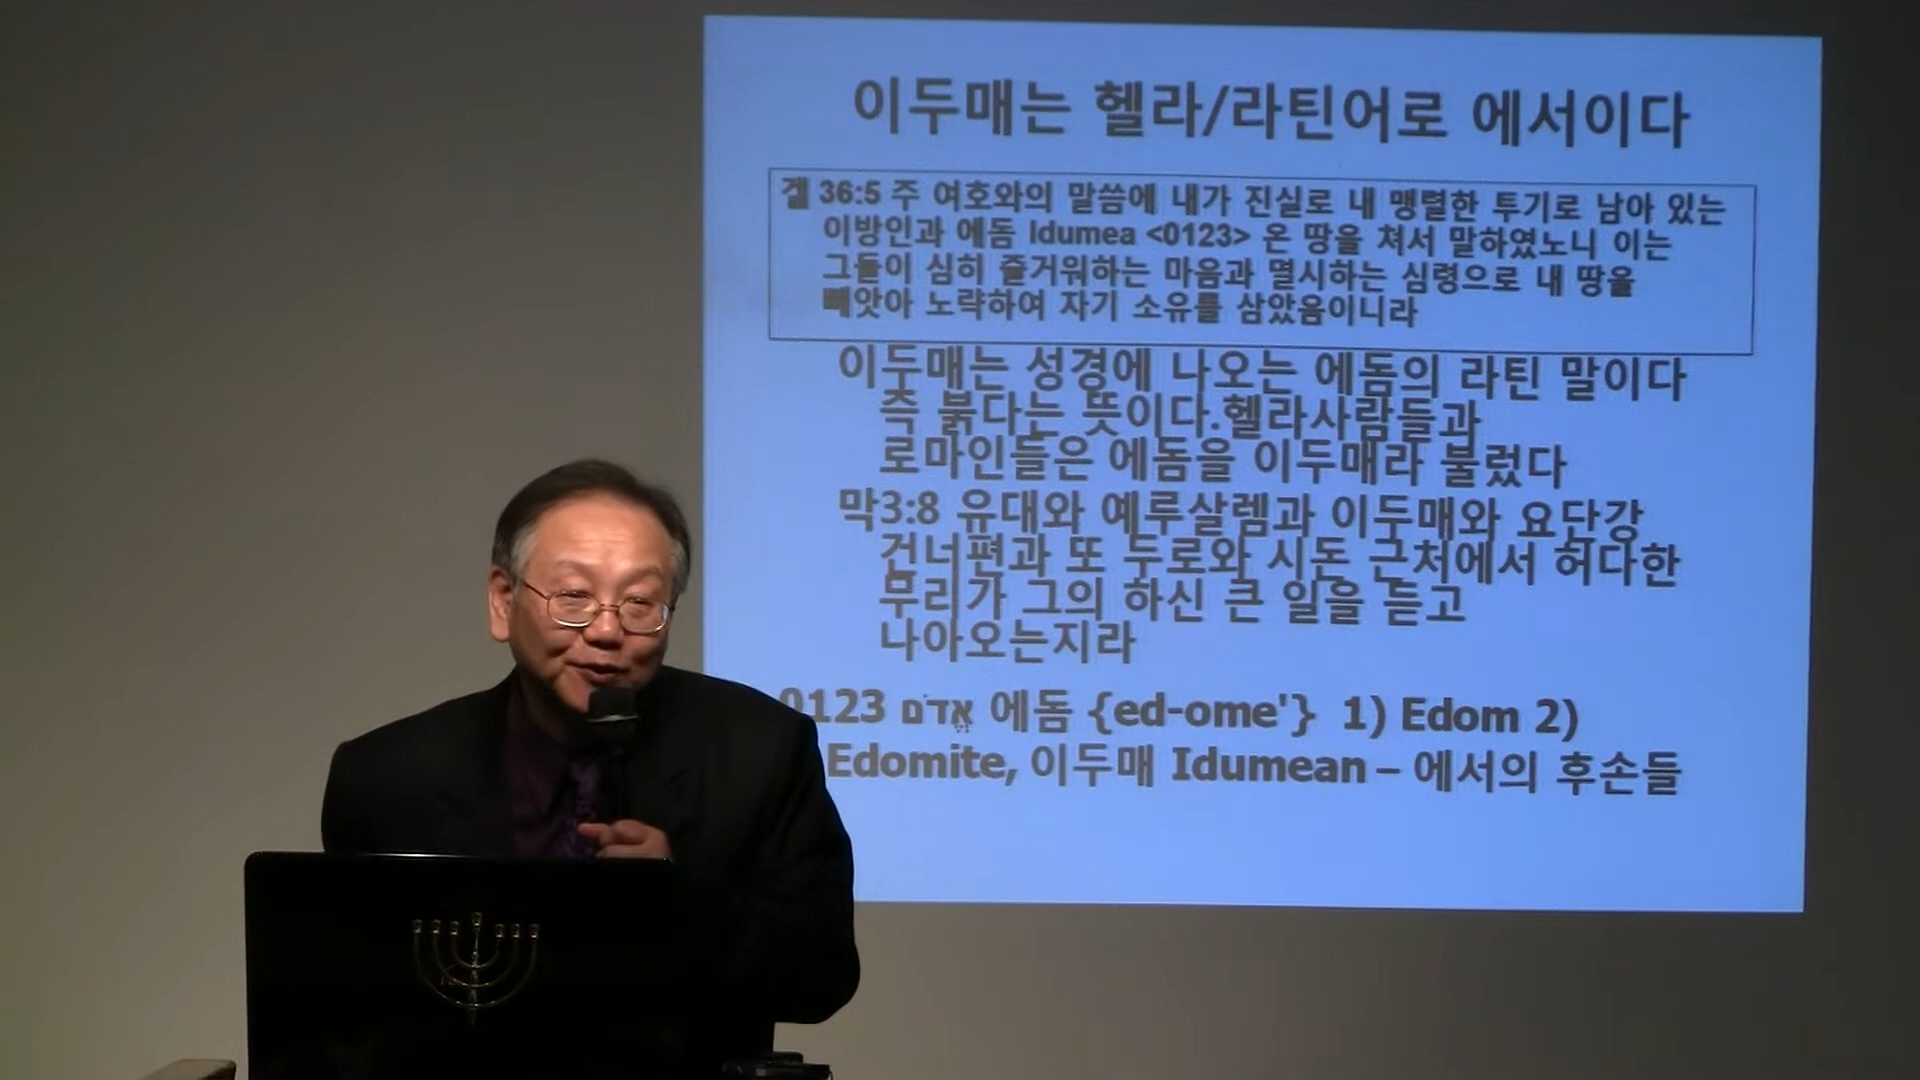 이두매는 헬라/라틴어로 에서이다
겔 36:5 주 여호와의 말씀에 내가 진실로 내 맹렬한 투기로 남아 있는
이방인과 에돔 Idumea <0123> 온 땅을 쳐서 말하였노니 이는
그들이 심히 즐거워하는 마음과 멸시하는 심령으로 내 땅을
빼앗아 노략하여 자기 소유를 삼았음이니라
이두매는 성경에 나오는 에돔의 라틴 말이다
즉 붉다는 뜻이다.헬라사람들과
로마인들은 에돔을 이두매라 불렀다
막3:8 유대와 예루살렘과 이두매와 요단강
건너편과 또 두로와 시돈 근처에서 허다한
무리가 그의 하신 큰 일을 듣고
나아오는지라
0123 אֱדֹם 에돔 {ed-ome'} 1) Edom 2)
Edomite, 이두매 Idumean – 에서의 후손들